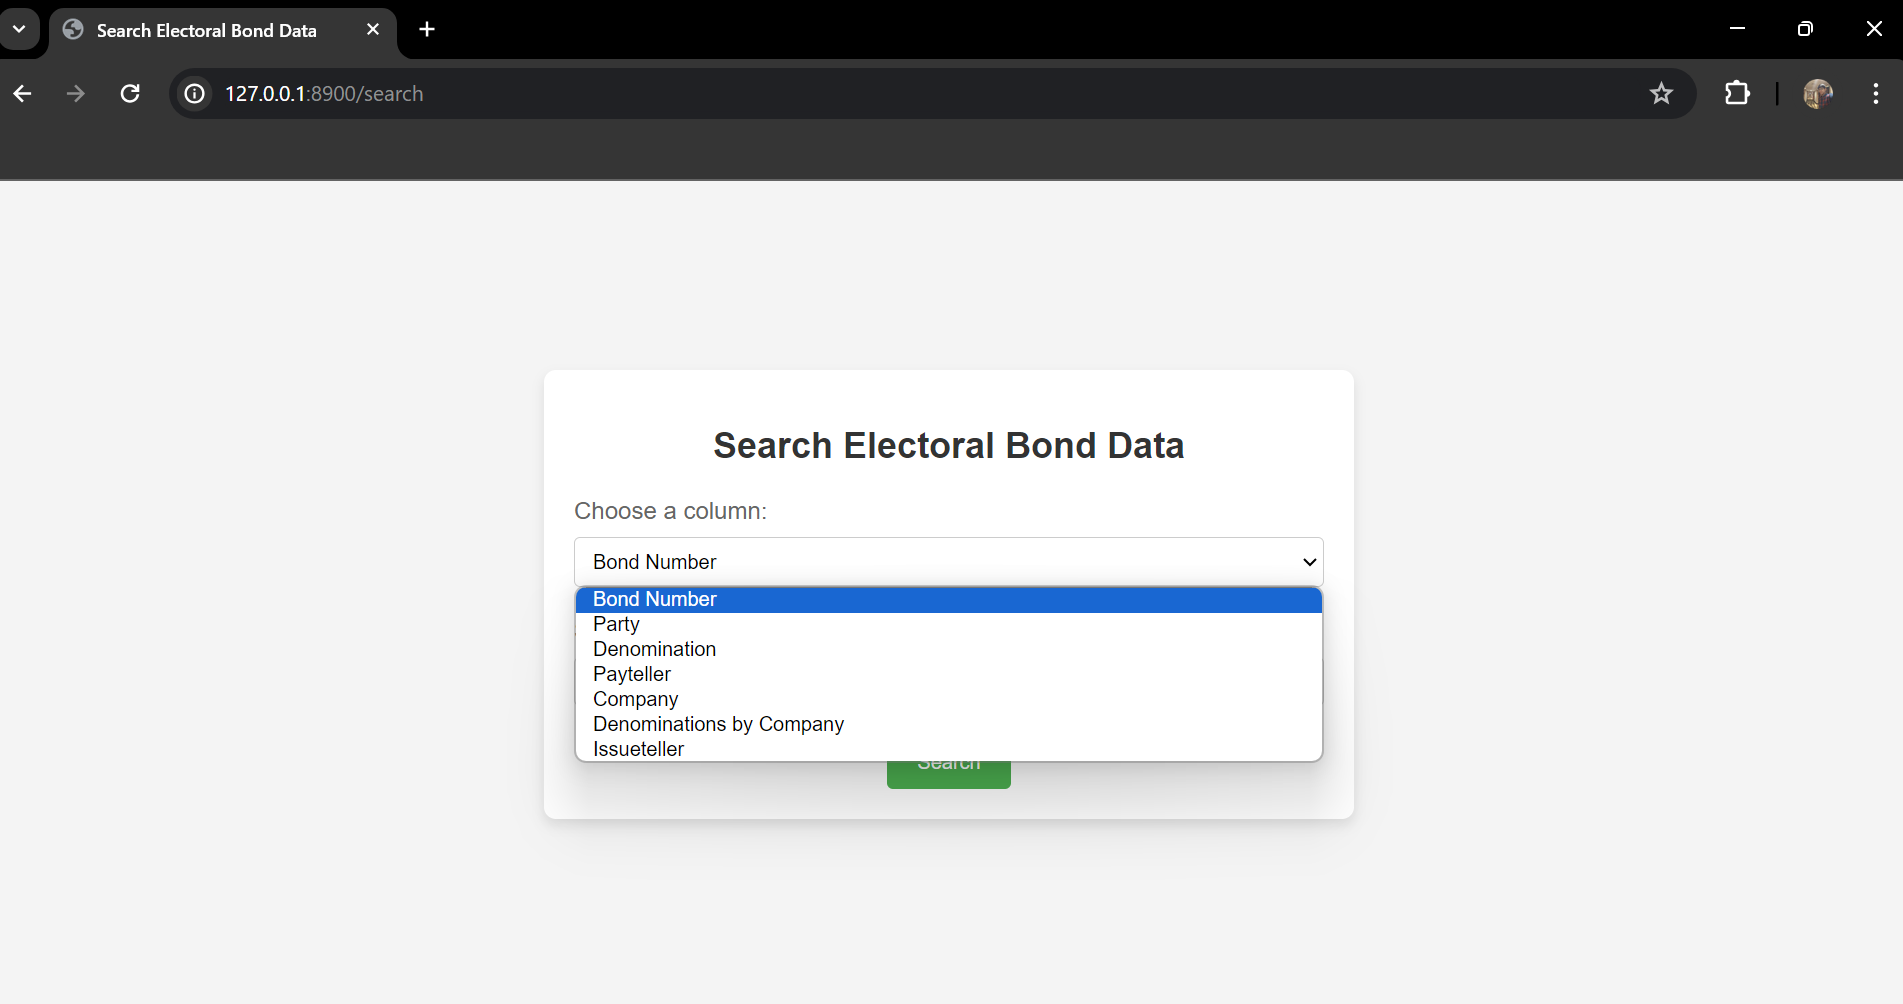 Search Electoral Bond Data
127.0.0.1:8900/search
Search Electoral Bond Data
Choose a column:
Bond Number
Bond Number
Party
Denomination
Payteller
Company
Denominations by Company
Issueteller
Search